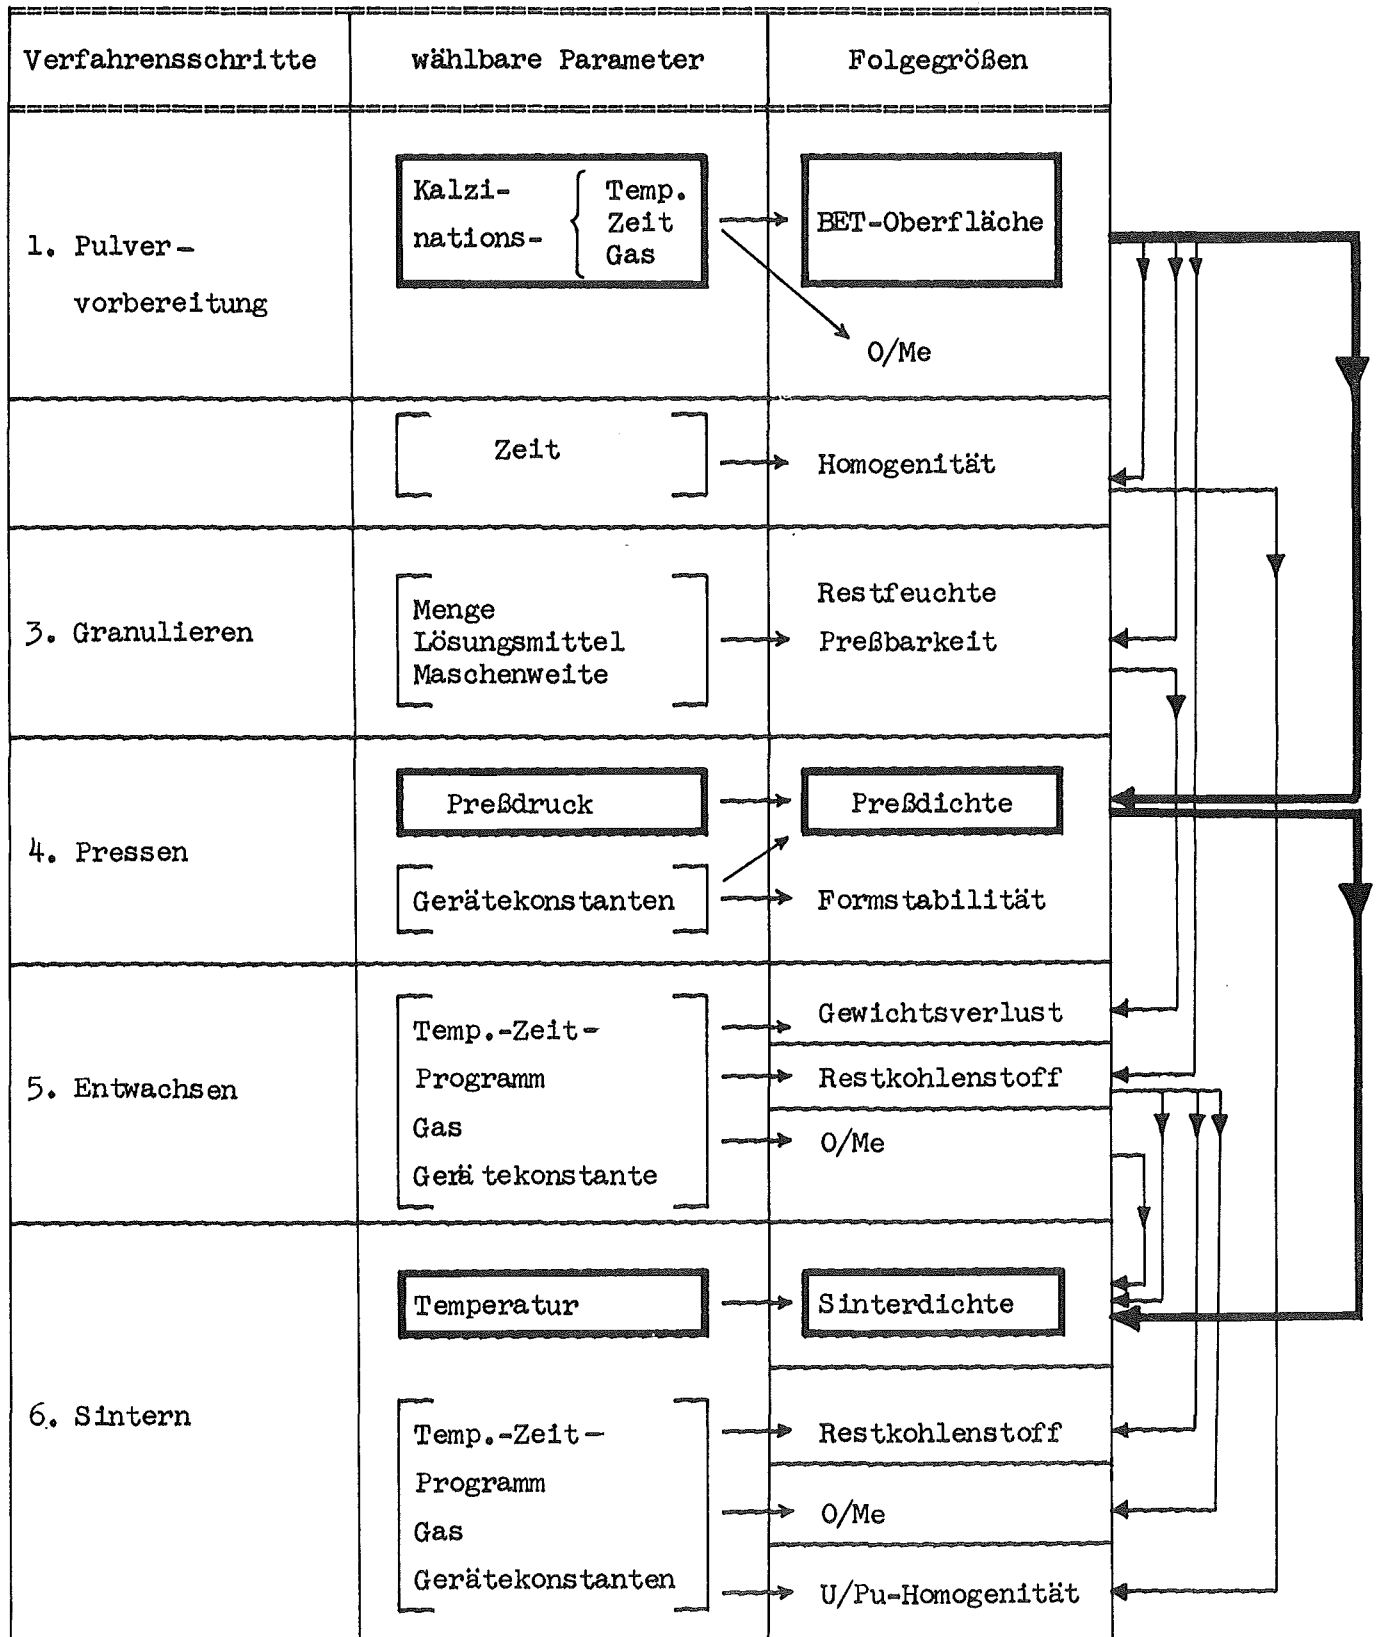 Verfahrensschritte
wählbare Parameter
Folgegrößen
1. Pulver-
vorbereitung
Kalzi-
nations-
Temp.
Zeit
Gas
BET-Oberfläche
O/Me
Zeit
Homogenität
3. Granulieren
Menge
Lösungsmittel
Maschenweite
Restfeuchte
Preßbarkeit
4. Pressen
Preßdruck
Preßdichte
Gerätekonstanten
Formstabilität
5. Entwachsen
Temp.-Zeit-
Programm
Gas
Gerätekonstante
Gewichtsverlust
Restkohlenstoff
O/Me
6. Sintern
Temperatur
Sinterdichte
Temp.-Zeit-
Programm
Gas
Gerätekonstanten
Restkohlenstoff
O/Me
U/Pu-Homogenität